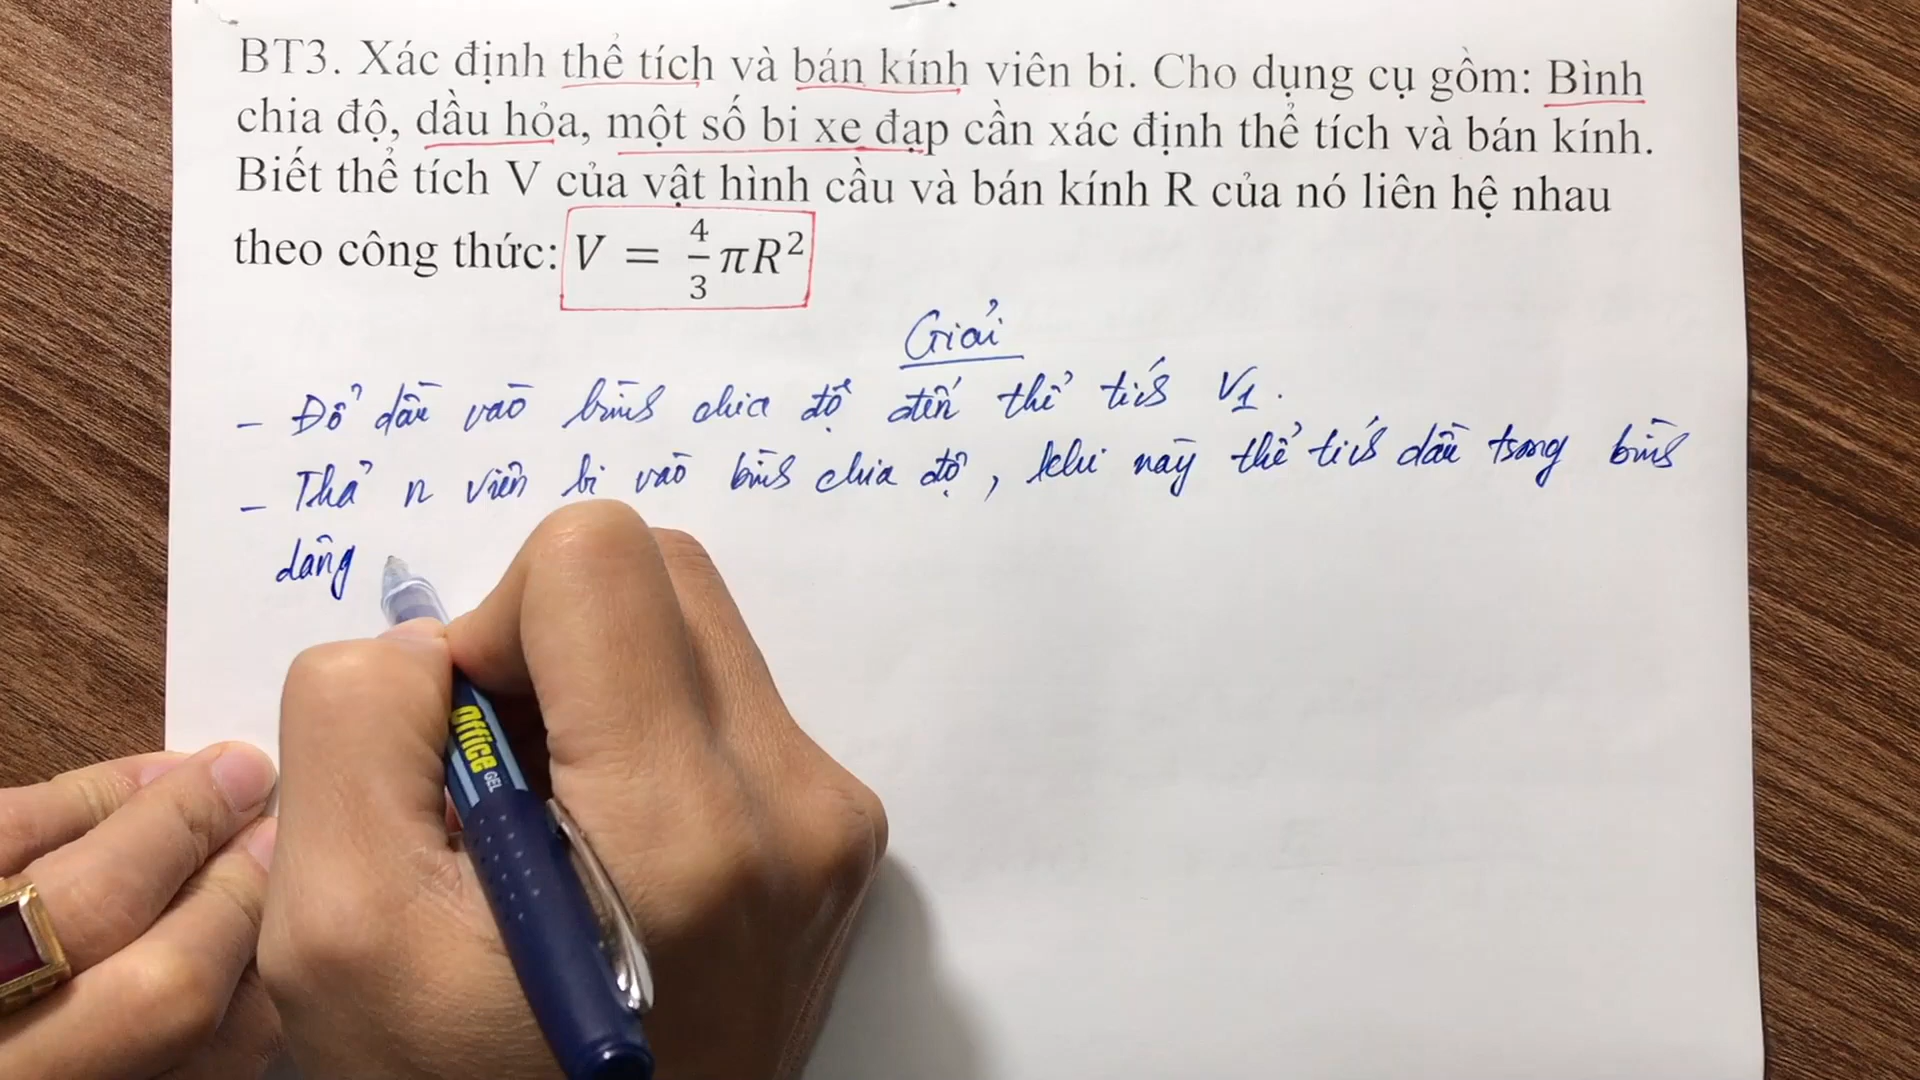 BT3. Xác định thể tích và bán kính viên bi. Cho dụng cụ gồm: Bình
chia độ, dầu hỏa, một số bi xe đạp cần xác định thể tích và bán kính.
Biết thể tích V của vật hình cầu và bán kính R của nó liên hệ nhau
theo công thức: V = 4/3 πR²
Giải
- Đổ dầu vào bình chia độ đến thể tích V1.
- Thả n viên bi vào bình chia độ, khi này thể tích dầu trong bình
dâng
Office GEL